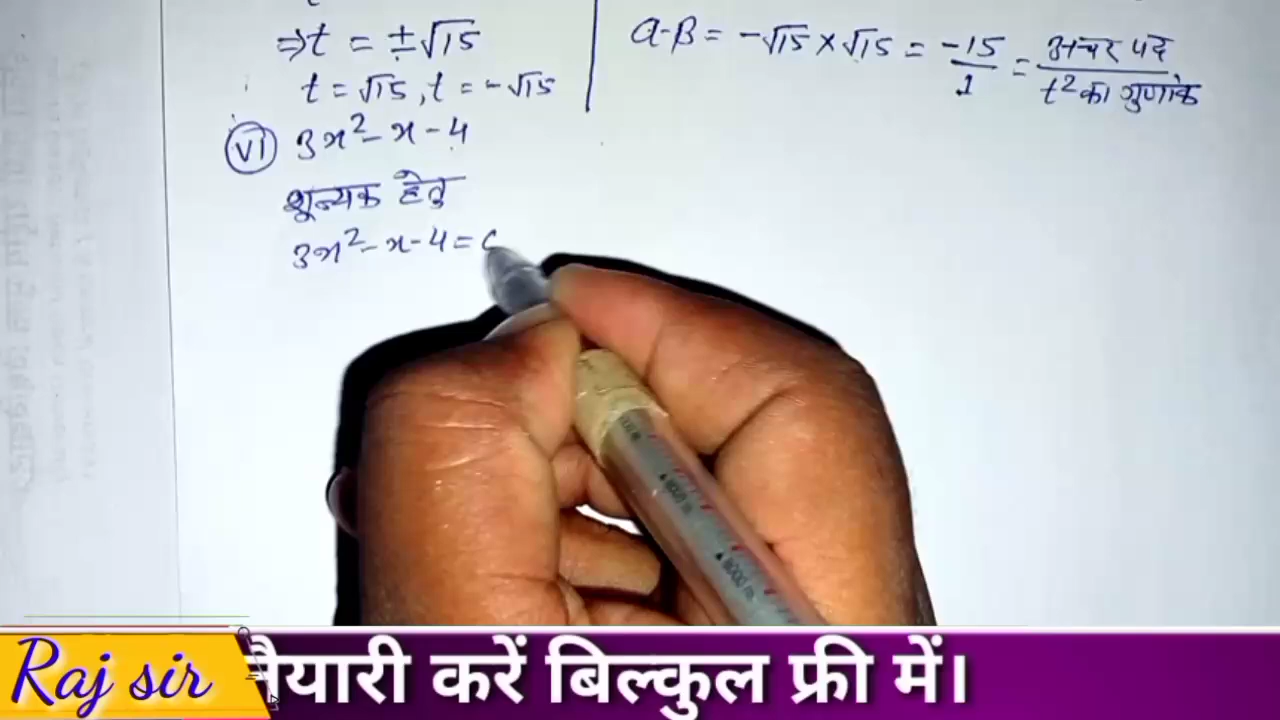 ⇒t = ±√15
t = √15, t = -√15
α-β = -√15 × √15 = -15/1 = अचर पद/t² का गुणांक
(vi) 3x² - x - 4
शून्यक हेतु
3x² - x - 4 = 0
Raj sir
तैयारी करें बिल्कुल फ्री में।